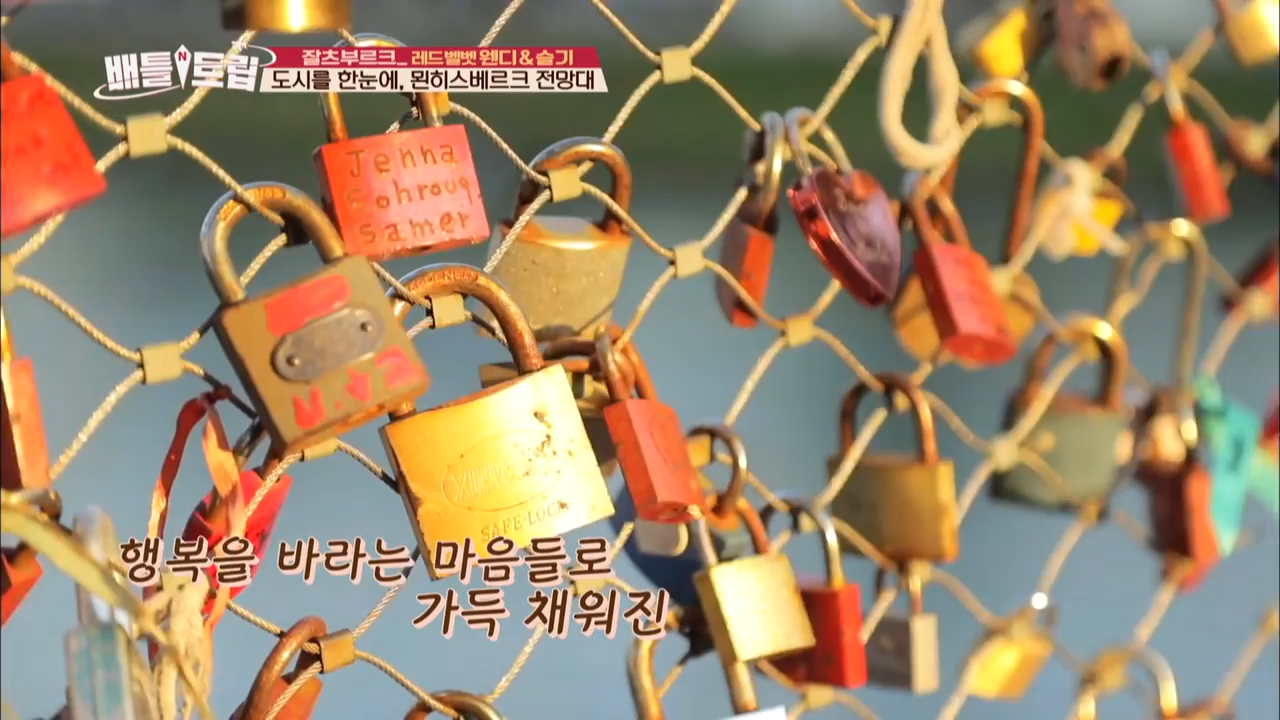 배틀트립
잘츠부르크_ 레드벨벳 웬디&슬기
도시를 한눈에, 묀히스베르크 전망대
Jenna
Sohrouq
Samer
SAFE-LOCK
행복을 바라는 마음들로
가득 채워진